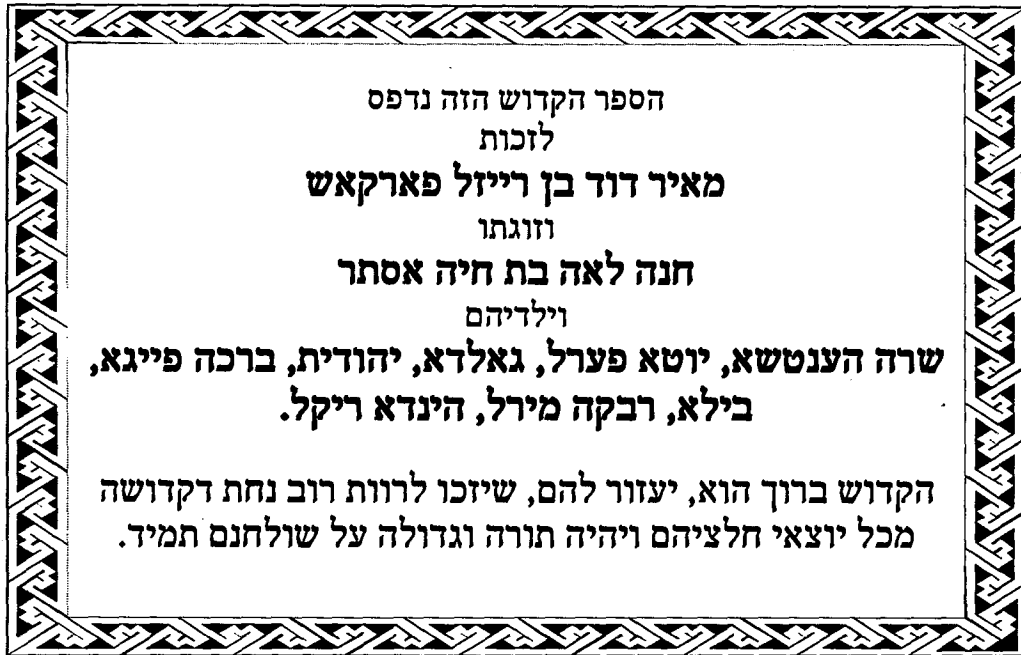 הספר הקדוש הזה נדפס
לזכות
מאיר דוד בן רייזל פארקאש
וזוגתו
חנה לאה בת חיה אסתר
וילדיהם
שרה הענטשא, יוטא פערל, גאלדא, יהודית, ברכה פייגא,
בילא, רבקה מירל, הינדא ריקל.
הקדוש ברוך הוא, יעזור להם, שיזכו לרוות רוב נחת דקדושה
מכל יוצאי חלציהם ויהיה תורה וגדולה על שולחנם תמיד.